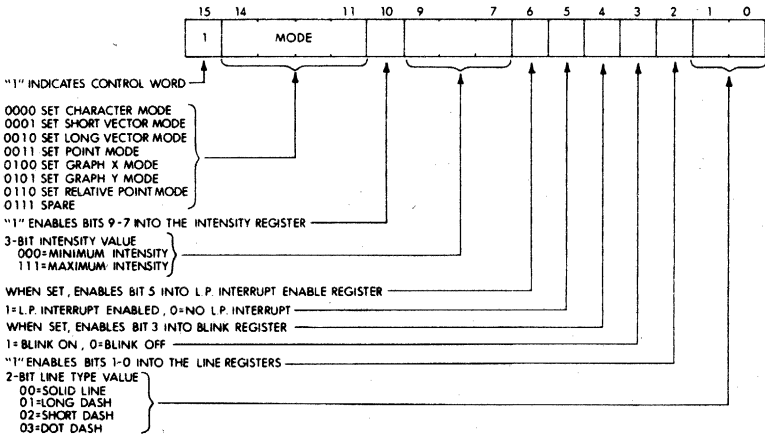 15 14 11 10 9 7 6 5 4 3 2 1 0
1 MODE
"1" INDICATES CONTROL WORD
0000 SET CHARACTER MODE
0001 SET SHORT VECTOR MODE
0010 SET LONG VECTOR MODE
0011 SET POINT MODE
0100 SET GRAPH X MODE
0101 SET GRAPH Y MODE
0110 SET RELATIVE POINT MODE
0111 SPARE
"1" ENABLES BITS 9-7 INTO THE INTENSITY REGISTER
3-BIT INTENSITY VALUE
000=MINIMUM INTENSITY
111=MAXIMUM INTENSITY
WHEN SET, ENABLES BIT 5 INTO L.P. INTERRUPT ENABLE REGISTER
1=L.P. INTERRUPT ENABLED, 0=NO L.P. INTERRUPT
WHEN SET, ENABLES BIT 3 INTO BLINK REGISTER
1=BLINK ON, 0=BLINK OFF
"1" ENABLES BITS 1-0 INTO THE LINE REGISTERS
2-BIT LINE TYPE VALUE
00=SOLID LINE
01=LONG DASH
02=SHORT DASH
03=DOT DASH